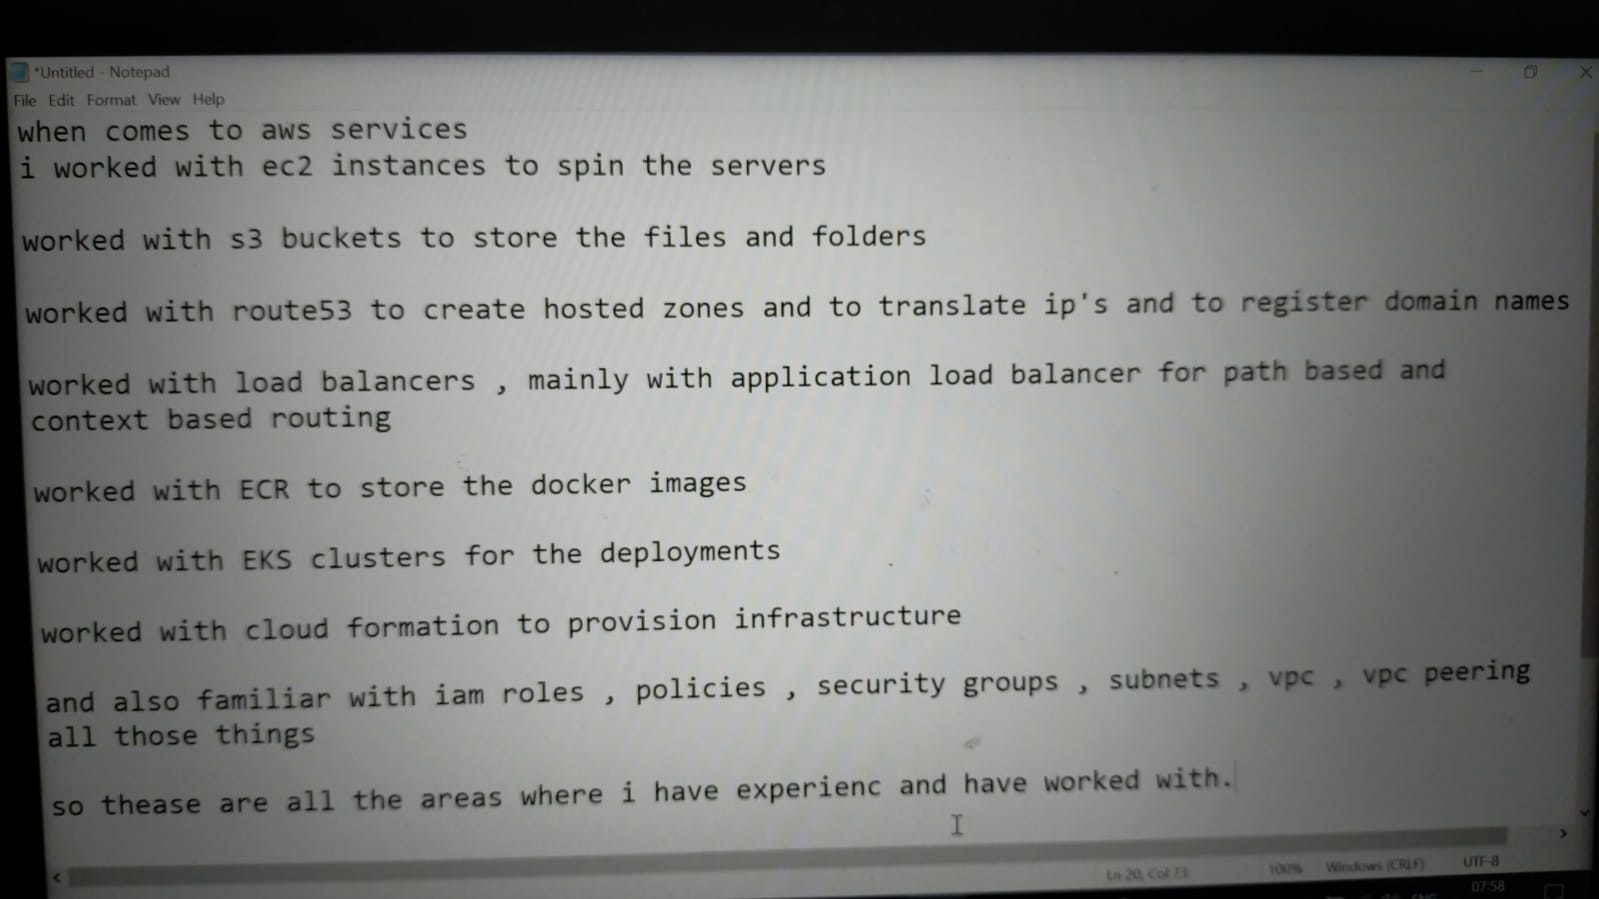 *Untitled - Notepad
File Edit Format View Help
when comes to aws services
i worked with ec2 instances to spin the servers
worked with s3 buckets to store the files and folders
worked with route53 to create hosted zones and to translate ip's and to register domain names
worked with load balancers , mainly with application load balancer for path based and
context based routing
worked with ECR to store the docker images
worked with EKS clusters for the deployments
worked with cloud formation to provision infrastructure
and also familiar with iam roles , policies , security groups , subnets , vpc , vpc peering
all those things
so thease are all the areas where i have experienc and have worked with.
Ln 20, Col 73 100% Windows (CRLF) UTF-8
07:58